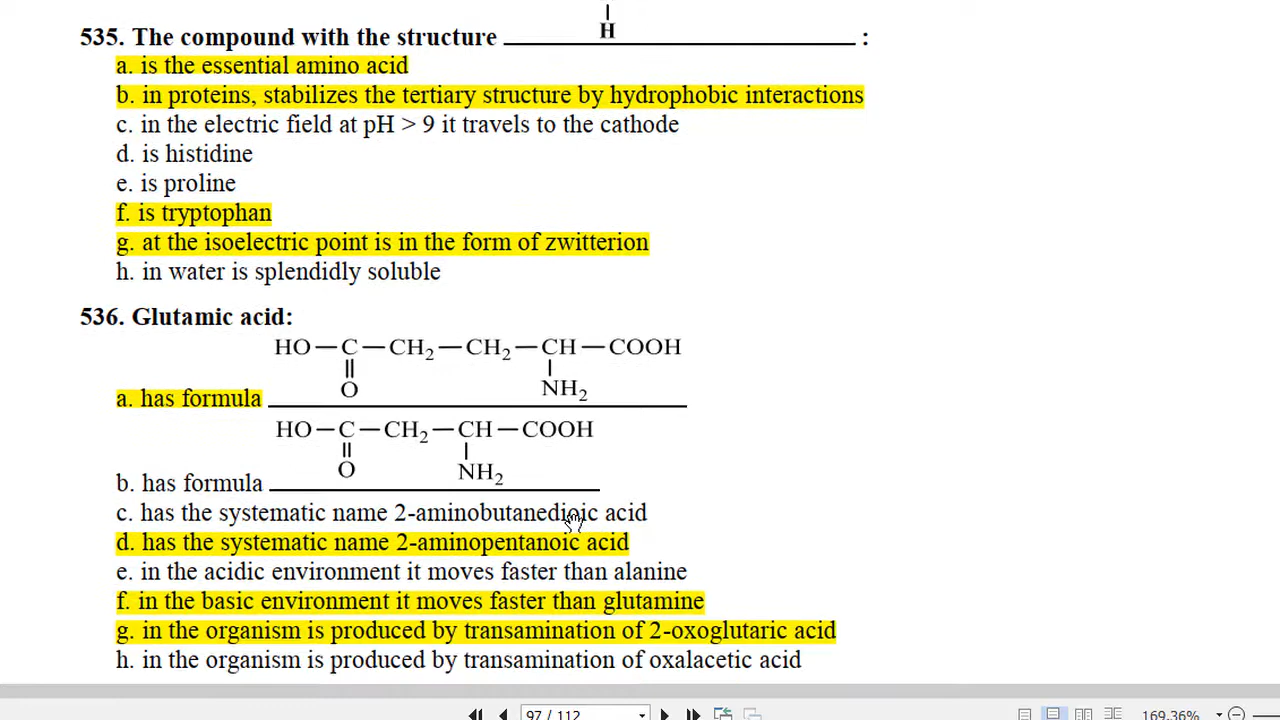 H
535. The compound with the structure ______________ :
a. is the essential amino acid
b. in proteins, stabilizes the tertiary structure by hydrophobic interactions
c. in the electric field at pH > 9 it travels to the cathode
d. is histidine
e. is proline
f. is tryptophan
g. at the isoelectric point is in the form of zwitterion
h. in water is splendidly soluble
536. Glutamic acid:
HO—C—CH₂—CH₂—CH—COOH
O NH₂
a. has formula
HO—C—CH₂—CH—COOH
O NH₂
b. has formula
c. has the systematic name 2-aminobutanedioic acid
d. has the systematic name 2-aminopentanoic acid
e. in the acidic environment it moves faster than alanine
f. in the basic environment it moves faster than glutamine
g. in the organism is produced by transamination of 2-oxoglutaric acid
h. in the organism is produced by transamination of oxalacetic acid
97 / 112
169.36%